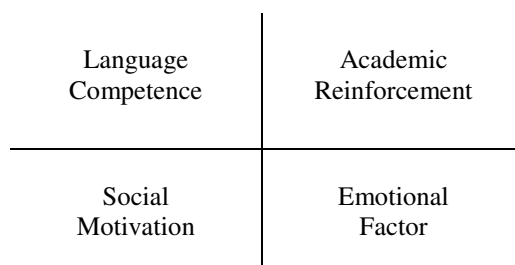 Language
Competence
Academic
Reinforcement
Social
Motivation
Emotional
Factor